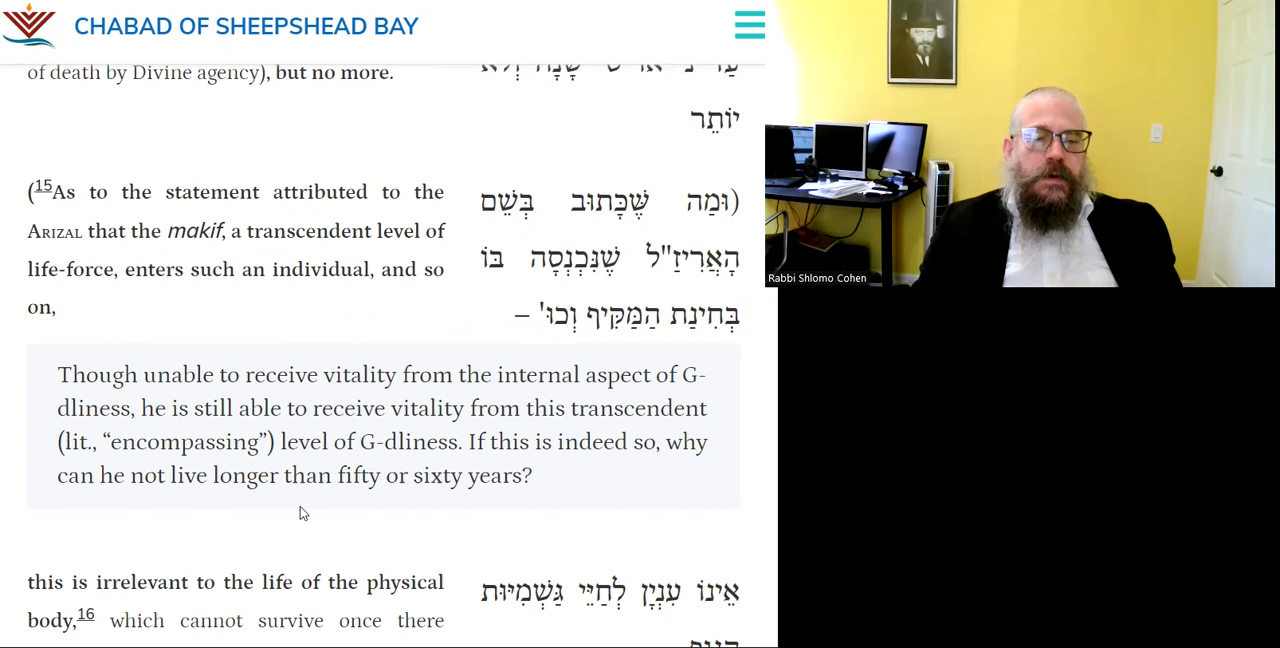 CHABAD OF SHEEPSHEAD BAY
of death by Divine agency), but no more.
יוֹתֵר
(15As to the statement attributed to the
ARIZAL that the makif, a transcendent level of
life-force, enters such an individual, and so
on,
(וּמַה שֶּׁכָּתוּב בְּשֵׁם
הָאֲרִיזַ"ל שֶׁנִּכְנְסָה בּוֹ
בְּחִינַת הַמַּקִּיף וְכוּ' –
Though unable to receive vitality from the internal aspect of G-
dliness, he is still able to receive vitality from this transcendent
(lit., “encompassing”) level of G-dliness. If this is indeed so, why
can he not live longer than fifty or sixty years?
this is irrelevant to the life of the physical
body,16 which cannot survive once there
אֵינוֹ עִנְיָן לְחַיֵּי גַּשְׁמִיּוּת
Rabbi Shlomo Cohen